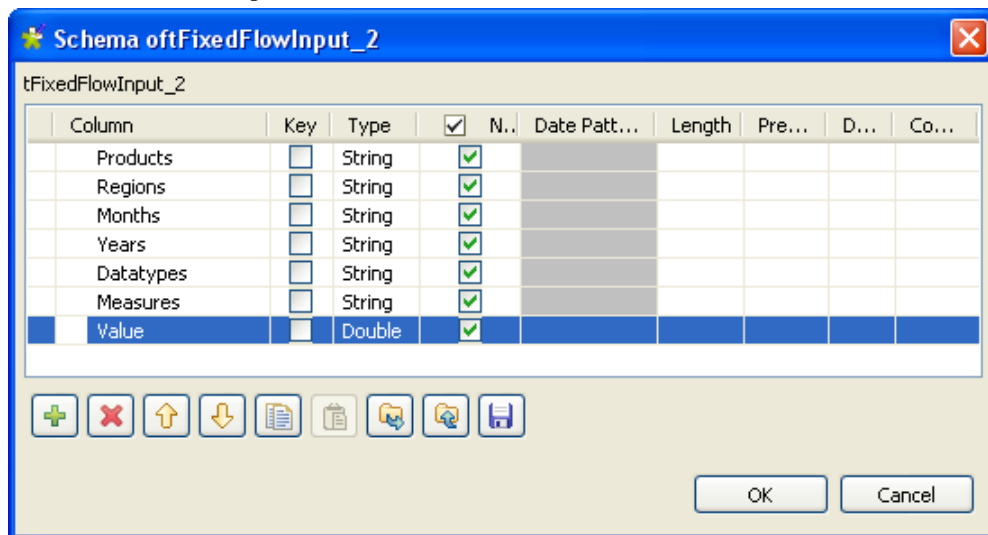 Schema oftFixedFlowInput_2
tFixedFlowInput_2
Column Key Type N.. Date Patt... Length Pre... D... Co...
Products String
Regions String
Months String
Years String
Datatypes String
Measures String
Value Double
OK Cancel